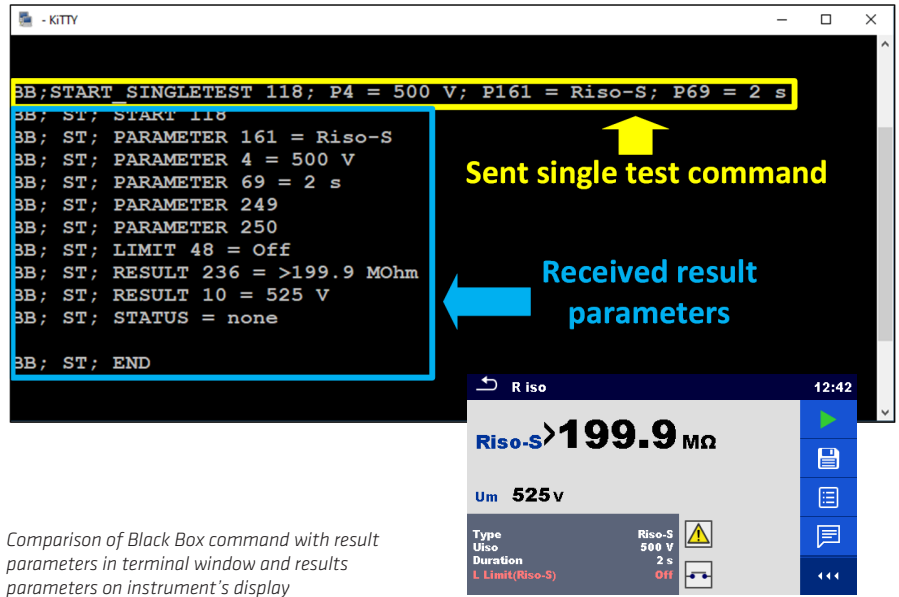 - KiTTY
BB;START_SINGLETEST 118; P4 = 500 V; P161 = Riso-S; P69 = 2 s
BB; ST; START 118
BB; ST; PARAMETER 161 = Riso-S
BB; ST; PARAMETER 4 = 500 V
BB; ST; PARAMETER 69 = 2 s
BB; ST; PARAMETER 249
BB; ST; PARAMETER 250
BB; ST; LIMIT 48 = Off
BB; ST; RESULT 236 = >199.9 MOhm
BB; ST; RESULT 10 = 525 V
BB; ST; STATUS = none
BB; ST; END
Sent single test command
Received result
parameters
R iso 12:42
Riso-S >199.9 MΩ
Um 525 V
Type Riso-S
Uiso 500 V
Duration 2 s
L Limit(Riso-S) Off
Comparison of Black Box command with result
parameters in terminal window and results
parameters on instrument's display